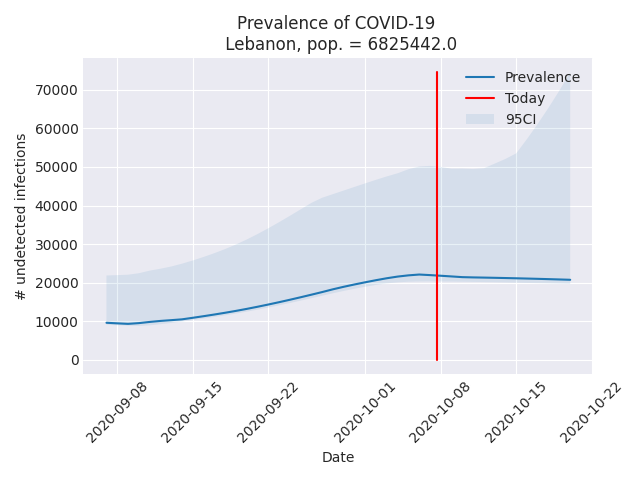 Prevalence of COVID-19
Lebanon, pop. = 6825442.0
Prevalence
Today
95CI
70000
60000
50000
40000
30000
20000
10000
0
# undetected infections
2020-09-08
2020-09-15
2020-09-22
2020-10-01
2020-10-08
2020-10-15
2020-10-22
Date